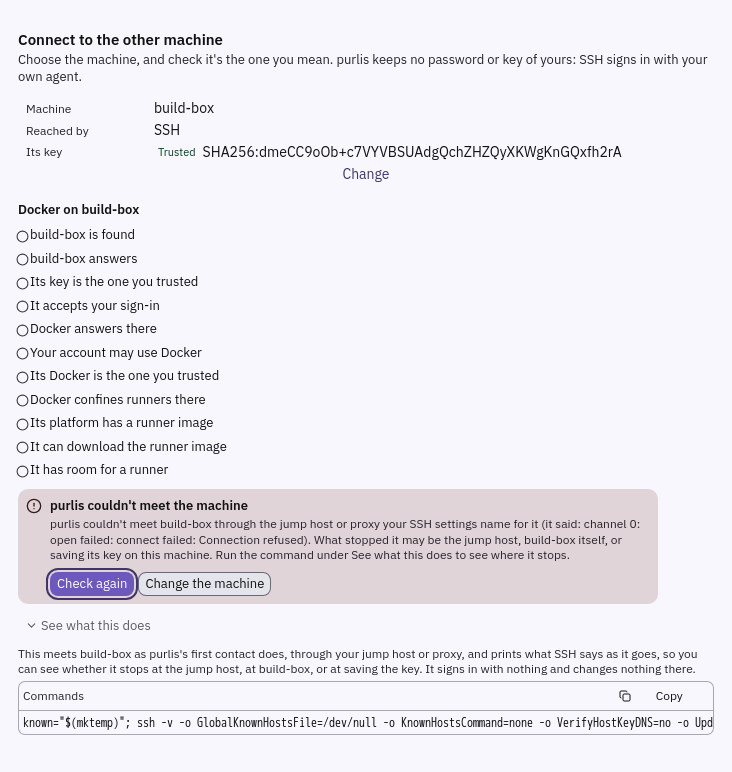 Connect to the other machine
Choose the machine, and check it's the one you mean. purlis keeps no password or key of yours: SSH signs in with your
own agent.
Machine build-box
Reached by SSH
Its key Trusted SHA256:dmeCC9oOb+c7VYVBSUAdgQchZHZQyXKWgKnGQxfh2rA
Change
Docker on build-box
build-box is found
build-box answers
Its key is the one you trusted
It accepts your sign-in
Docker answers there
Your account may use Docker
Its Docker is the one you trusted
Docker confines runners there
Its platform has a runner image
It can download the runner image
It has room for a runner
purlis couldn't meet the machine
purlis couldn't meet build-box through the jump host or proxy your SSH settings name for it (it said: channel 0:
open failed: connect failed: Connection refused). What stopped it may be the jump host, build-box itself, or
saving its key on this machine. Run the command under See what this does to see where it stops.
Check again Change the machine
See what this does
This meets build-box as purlis's first contact does, through your jump host or proxy, and prints what SSH says as it goes, so you
can see whether it stops at the jump host, at build-box, or at saving the key. It signs in with nothing and changes nothing there.
Commands Copy
known="$(mktemp)"; ssh -v -o GlobalKnownHostsFile=/dev/null -o KnownHostsCommand=none -o VerifyHostKeyDNS=no -o Upd